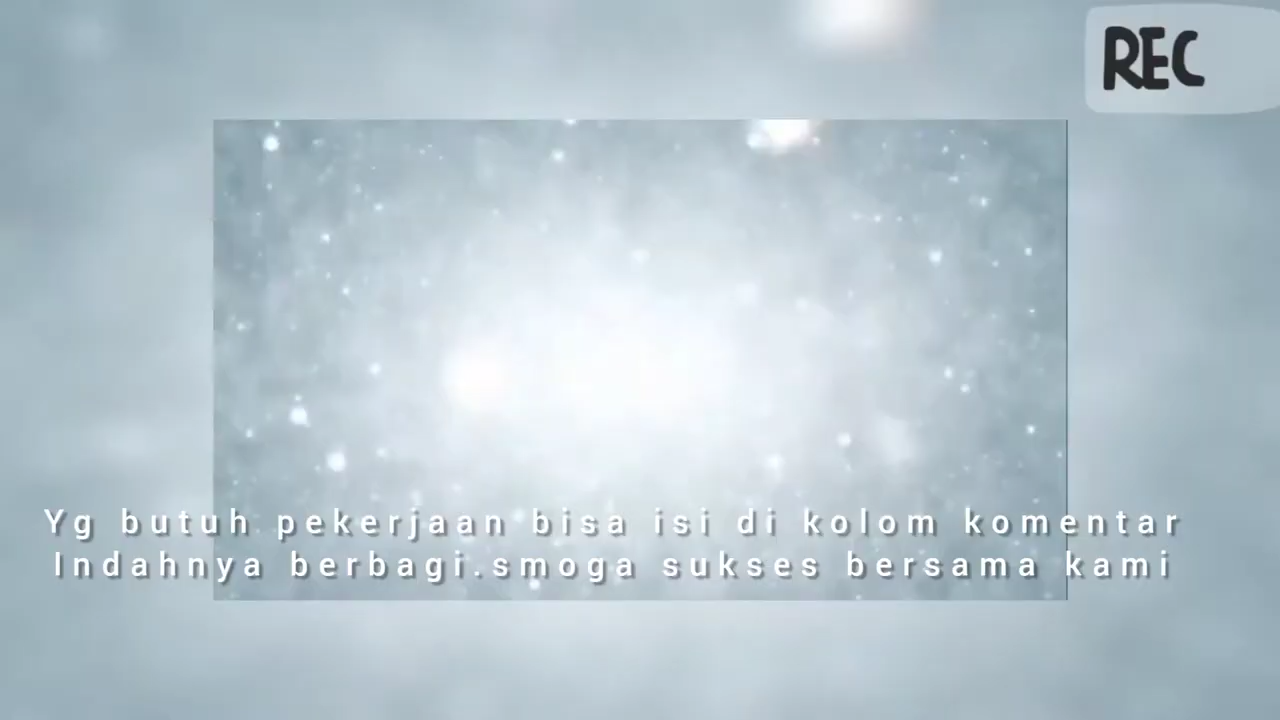 REC
Yg butuh pekerjaan bisa isi di kolom komentar
Indahnya berbagi.smoga sukses bersama kami